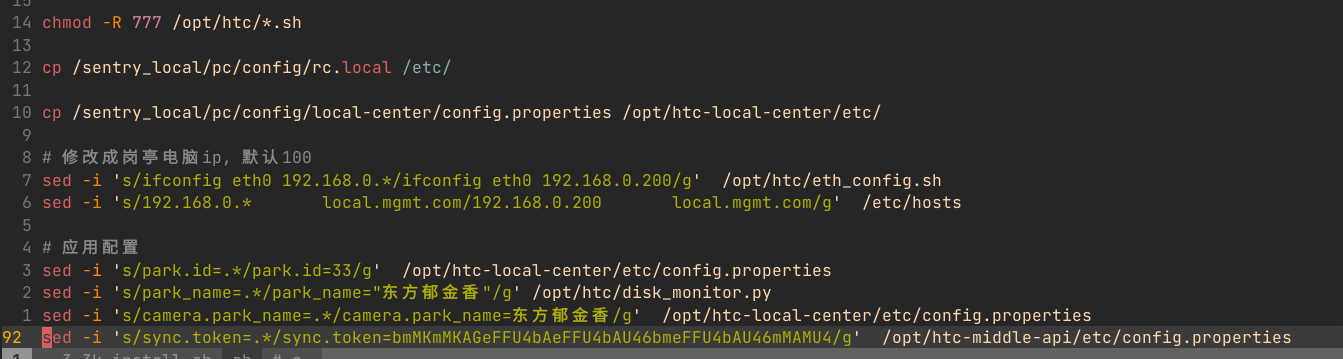 14 chmod -R 777 /opt/htc/*.sh
13
12 cp /sentry_local/pc/config/rc.local /etc/
11
10 cp /sentry_local/pc/config/local-center/config.properties /opt/htc-local-center/etc/
9
8 # 修改成岗亭电脑ip, 默认100
7 sed -i 's/ifconfig eth0 192.168.0.*/ifconfig eth0 192.168.0.200/g'  /opt/htc/eth_config.sh
6 sed -i 's/192.168.0.*       local.mgmt.com/192.168.0.200       local.mgmt.com/g'  /etc/hosts
5
4 # 应用配置
3 sed -i 's/park.id=.*/park.id=33/g'  /opt/htc-local-center/etc/config.properties
2 sed -i 's/park_name=.*/park_name="东方郁金香"/g' /opt/htc/disk_monitor.py
1 sed -i 's/camera.park_name=.*/camera.park_name=东方郁金香/g'  /opt/htc-local-center/etc/config.properties
92 sed -i 's/sync.token=.*/sync.token=bmMKmMKAGeFFU4bAeFFU4bAU46bmeFFU4bAU46mMAMU4/g'  /opt/htc-middle-api/etc/config.properties